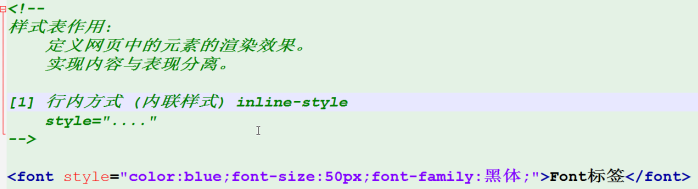 <!--
样式表作用:
定义网页中的元素的渲染效果。
实现内容与表现分离。
[1] 行内方式 (内联样式) inline-style
style="...."
-->
<font style="color:blue;font-size:50px;font-family:黑体;">Font标签</font>